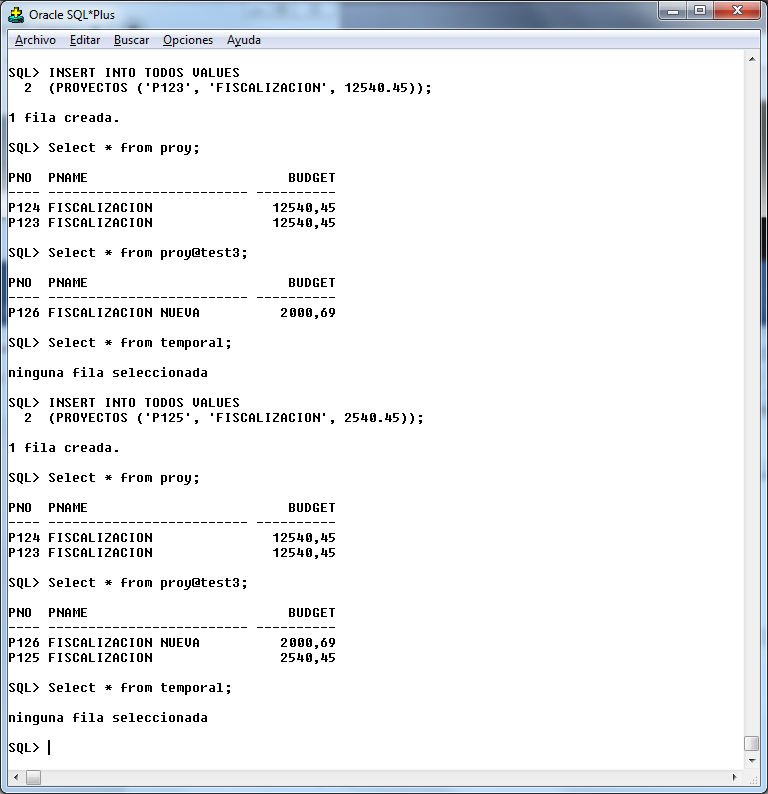 Oracle SQL*Plus
Archivo Editar Buscar Opciones Ayuda
SQL> INSERT INTO TODOS VALUES
  2  (PROYECTOS ('P123', 'FISCALIZACION', 12540.45));
1 fila creada.
SQL> Select * from proy;
PNO  PNAME                         BUDGET
---- ------------------------- ----------
P124 FISCALIZACION               12540,45
P123 FISCALIZACION               12540,45
SQL> Select * from proy@test3;
PNO  PNAME                         BUDGET
---- ------------------------- ----------
P126 FISCALIZACION NUEVA          2000,69
SQL> Select * from temporal;
ninguna fila seleccionada
SQL> INSERT INTO TODOS VALUES
  2  (PROYECTOS ('P125', 'FISCALIZACION', 2540.45));
1 fila creada.
SQL> Select * from proy;
PNO  PNAME                         BUDGET
---- ------------------------- ----------
P124 FISCALIZACION               12540,45
P123 FISCALIZACION               12540,45
SQL> Select * from proy@test3;
PNO  PNAME                         BUDGET
---- ------------------------- ----------
P126 FISCALIZACION NUEVA          2000,69
P125 FISCALIZACION                2540,45
SQL> Select * from temporal;
ninguna fila seleccionada
SQL>